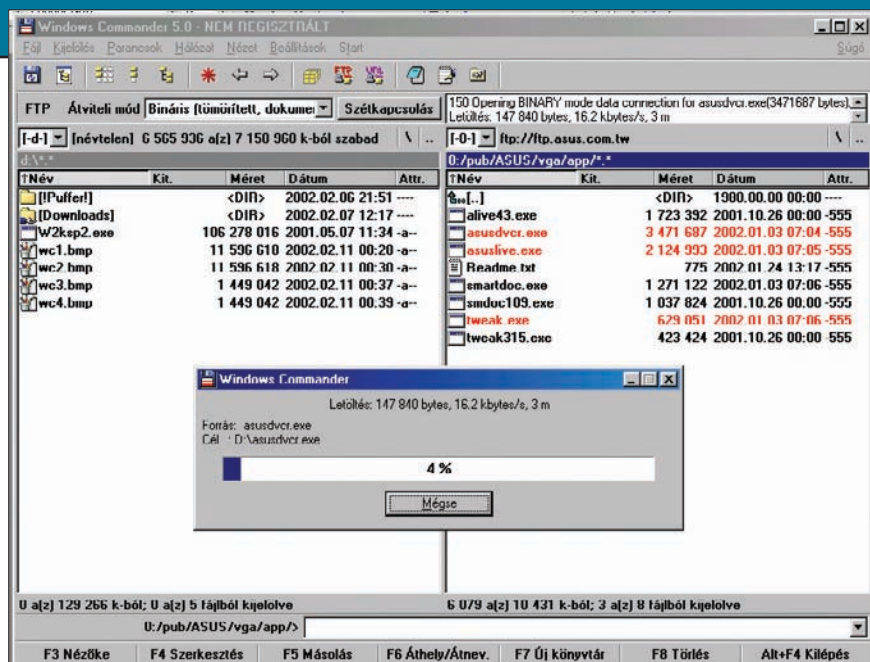 Windows Commander 5.0 - NEM REGISZTRÁLT
Fájl Kijelölés Parancsok Hálózat Nézet Beállítások Start Súgó
FTP Átviteli mód Bináris (tömörített, dokumer Szétkapcsolás
150 Opening BINARY mode data connection for asusdvcr.exe(3471687 bytes).
Letöltés: 147 840 bytes, 16.2 kbytes/s, 3 m
[-d-] [névtelen] 6 565 936 a(z) 7 150 960 k-ból szabad \ ..
[-0-] ftp://ftp.asus.com.tw \ ..
d:\*.*
0:/pub/ASUS/vga/app/*.*
↑Név Kit. Méret Dátum Attr.
[!Puffer!] <DIR> 2002.02.06 21:51 ----
[Downloads] <DIR> 2002.02.07 12:17 ----
W2ksp2.exe 106 278 016 2001.05.07 11:34 -a--
wc1.bmp 11 596 610 2002.02.11 00:20 -a--
wc2.bmp 11 596 618 2002.02.11 00:30 -a--
wc3.bmp 1 449 042 2002.02.11 00:37 -a--
wc4.bmp 1 449 042 2002.02.11 00:39 -a--
↑Név Kit. Méret Dátum Attr.
[..] <DIR> 1900.00.00 00:00 ----
alive43.exe 1 723 392 2001.10.26 00:00 -555
asusdvcr.exe 3 471 687 2002.01.03 07:04 -555
asuslive.exe 2 124 993 2002.01.03 07:05 -555
Readme.txt 775 2002.01.24 13:17 -555
smartdoc.exe 1 271 122 2002.01.03 07:06 -555
smdoc109.exe 1 037 824 2001.10.26 00:00 -555
tweak.exe 629 051 2002.01.03 07:06 -555
tweak315.exe 423 424 2001.10.26 00:00 -555
Windows Commander
Letöltés: 147 840 bytes, 16.2 kbytes/s, 3 m
Forrás: asusdvcr.exe
Cél : D:\asusdvcr.exe
4 %
Mégse
0 a(z) 129 266 k-ból; 0 a(z) 5 fájlból kijelölve
6 079 a(z) 10 431 k-ból; 3 a(z) 8 fájlból kijelölve
0:/pub/ASUS/vga/app/>
F3 Nézőke F4 Szerkesztés F5 Másolás F6 Áthely/Átnev. F7 Új könyvtár F8 Törlés Alt+F4 Kilépés